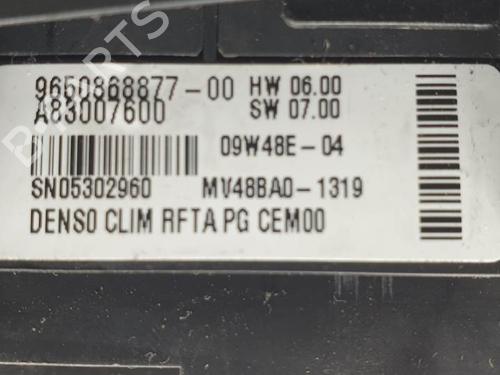 9650868877-00 HW 06.00
A83007600 SW 07.00
09W48E-04
SN05302960 MV48BA0-1319
DENSO CLIM RFTA PG CEM00
B-PARTS